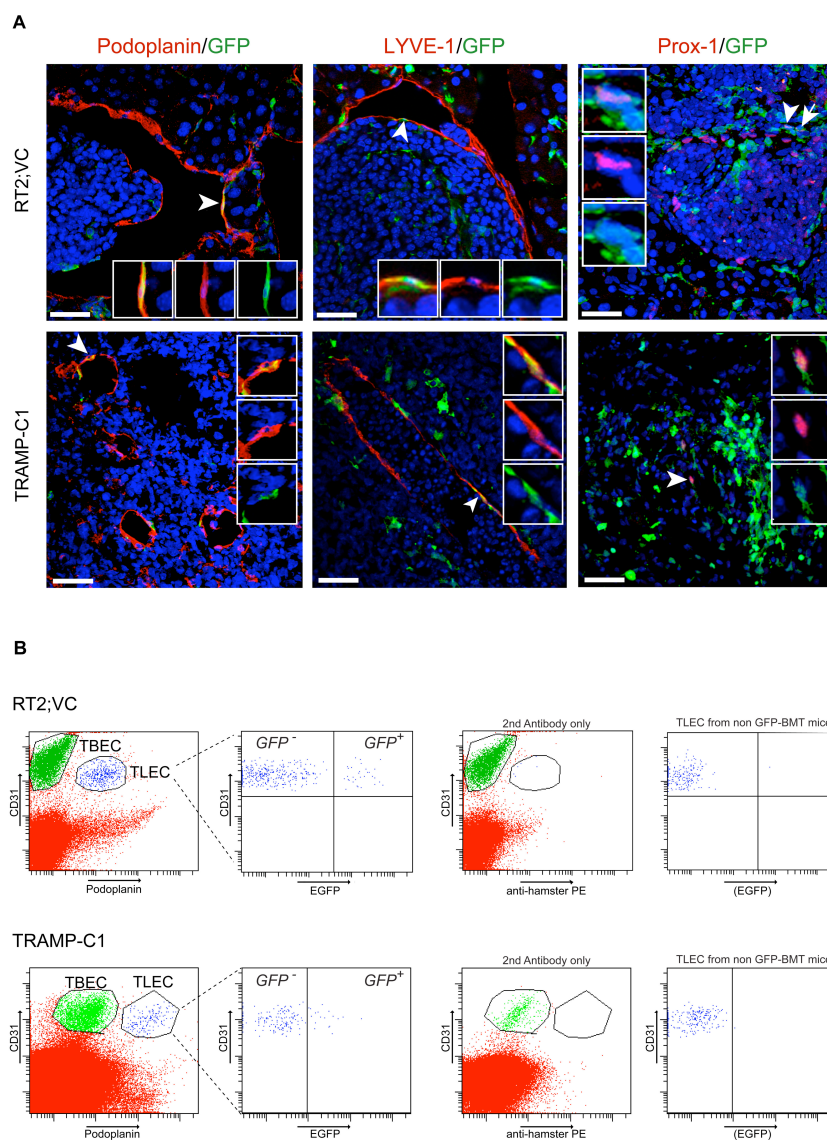 A
Podoplanin/GFP
LYVE-1/GFP
Prox-1/GFP
RT2;VC
TRAMP-C1
B
RT2;VC
TBEC
TLEC
CD31
Podoplanin
GFP-
GFP+
CD31
EGFP
2nd Antibody only
CD31
anti-hamster PE
TLEC from non GFP-BMT mice
CD31
(EGFP)
TRAMP-C1
TBEC
TLEC
CD31
Podoplanin
GFP-
GFP+
CD31
EGFP
2nd Antibody only
CD31
anti-hamster PE
TLEC from non GFP-BMT mice
CD31
(EGFP)